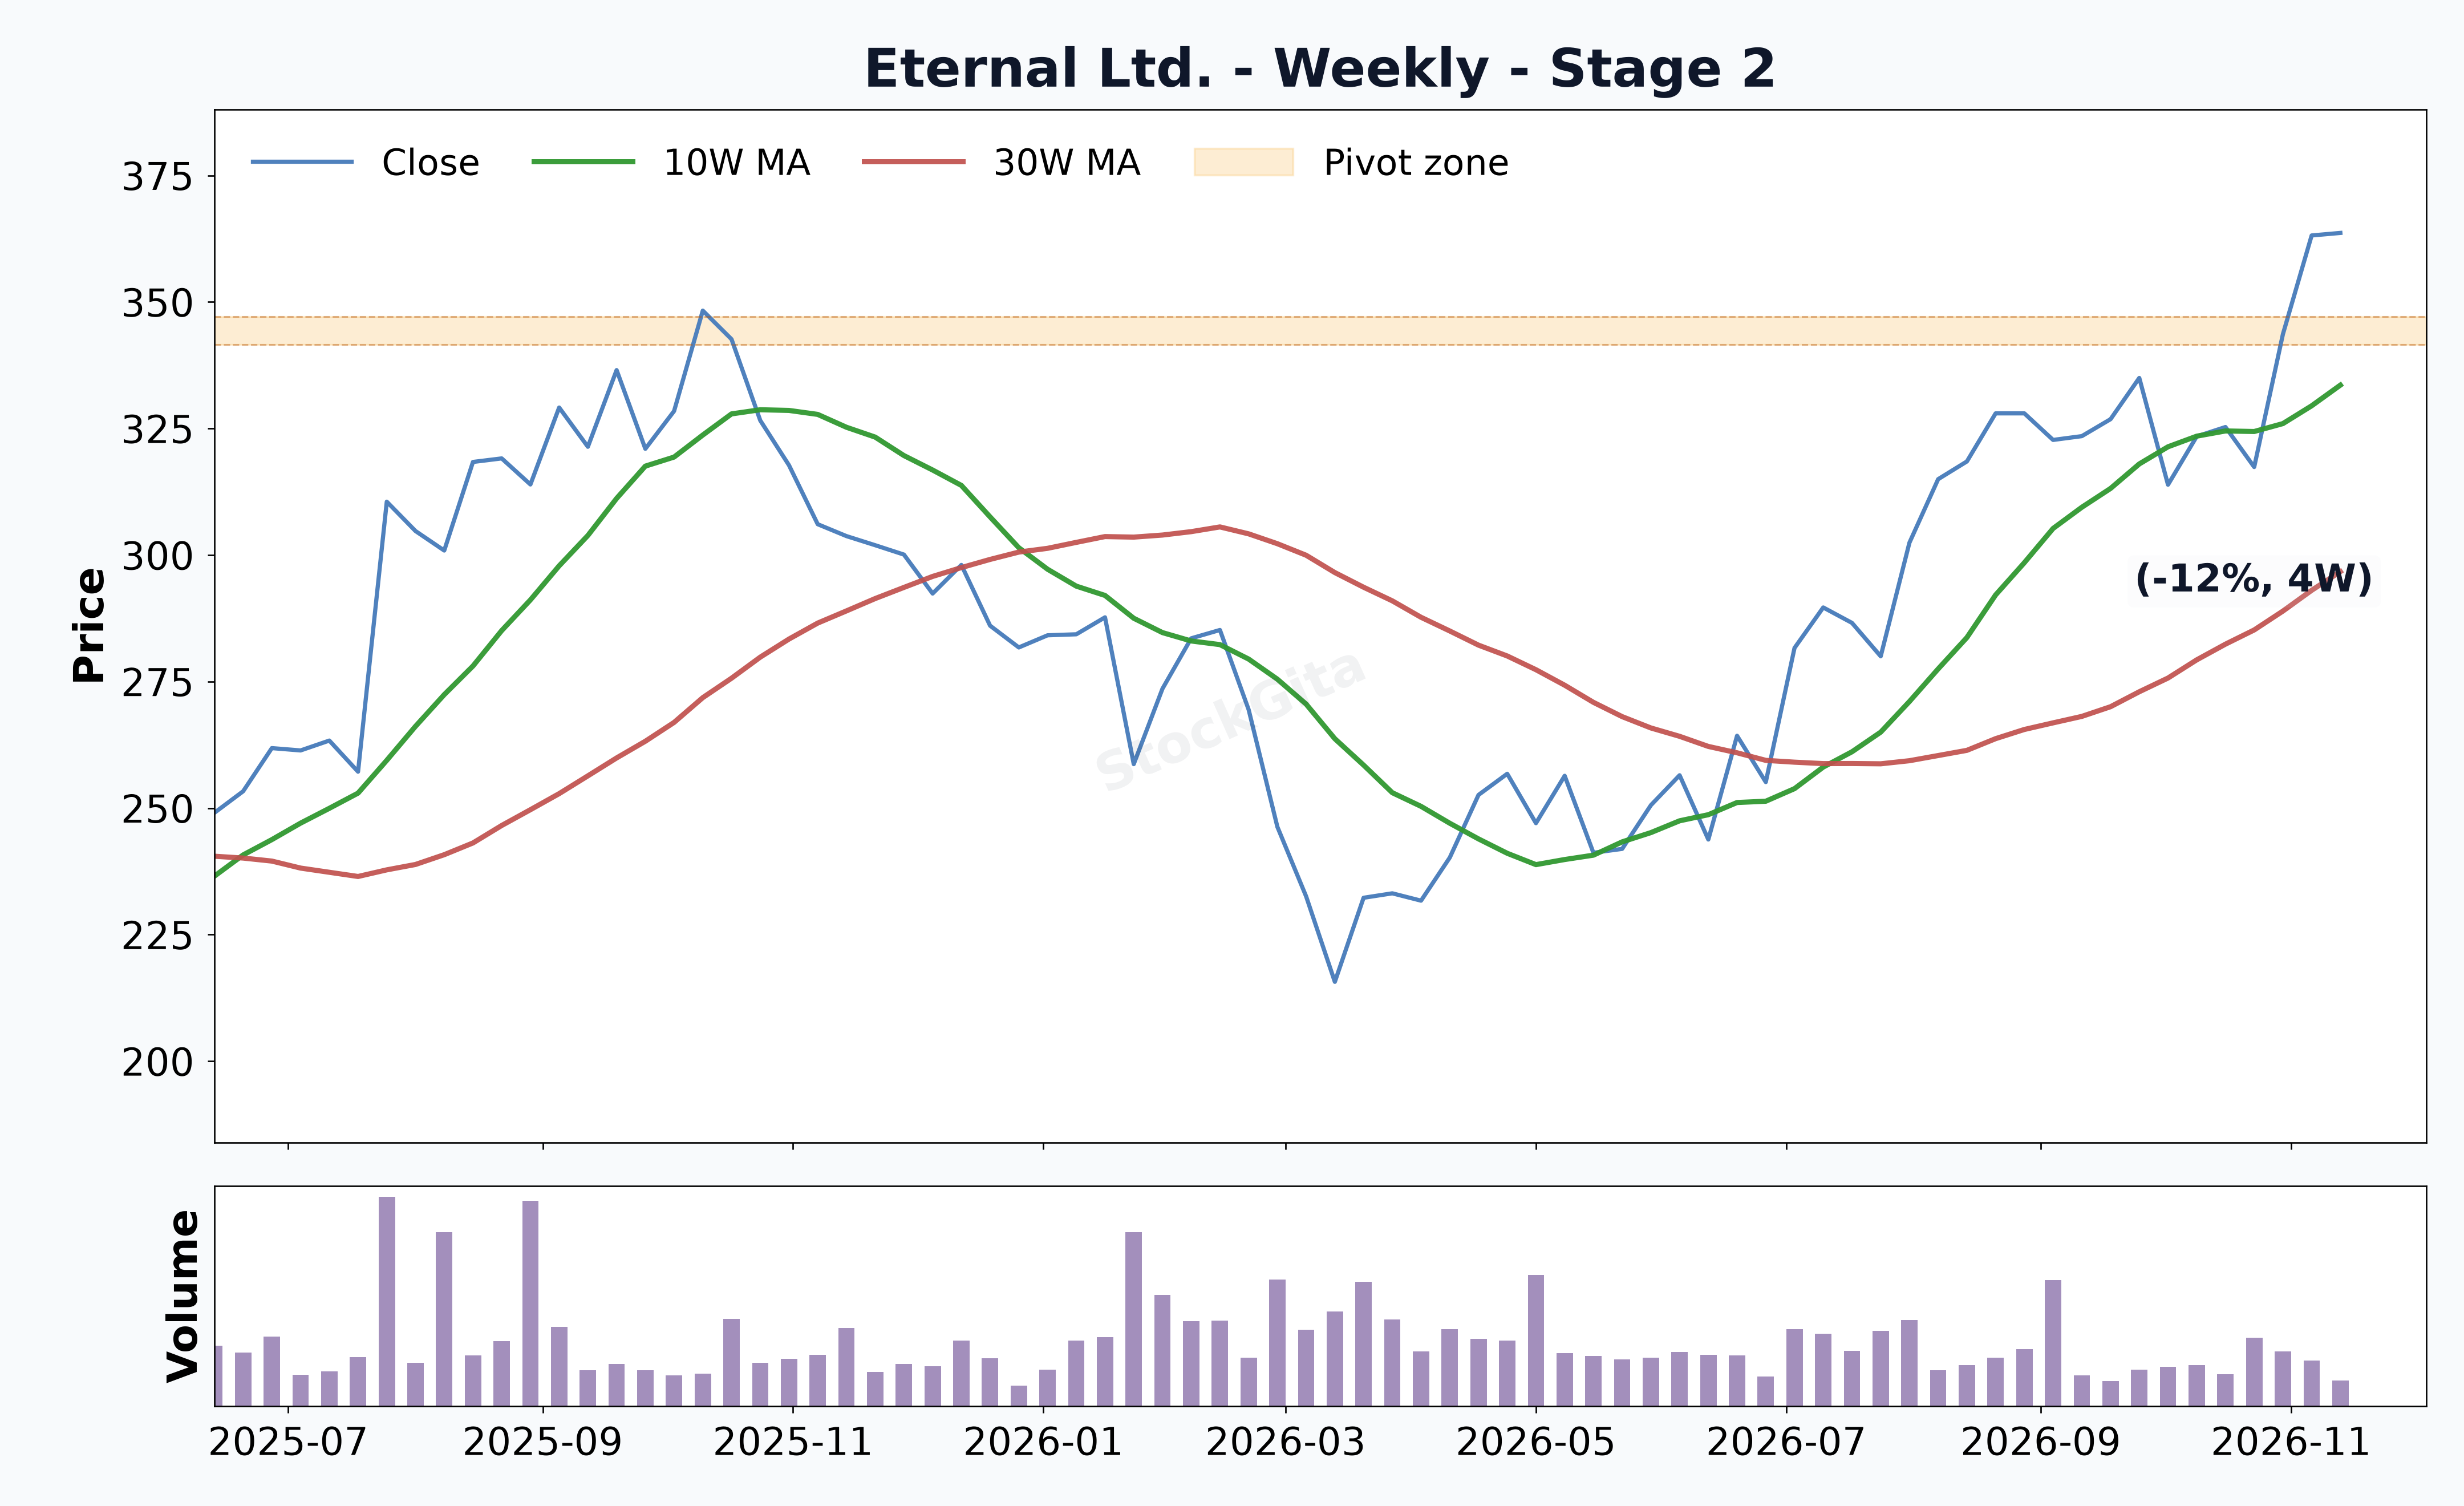 Eternal Ltd. - Weekly - Stage 2
Close 10W MA 30W MA Pivot zone
375
350
325
300
275
250
225
200
Price
(-12%, 4W)
StockGita
Volume
2025-07 2025-09 2025-11 2026-01 2026-03 2026-05 2026-07 2026-09 2026-11